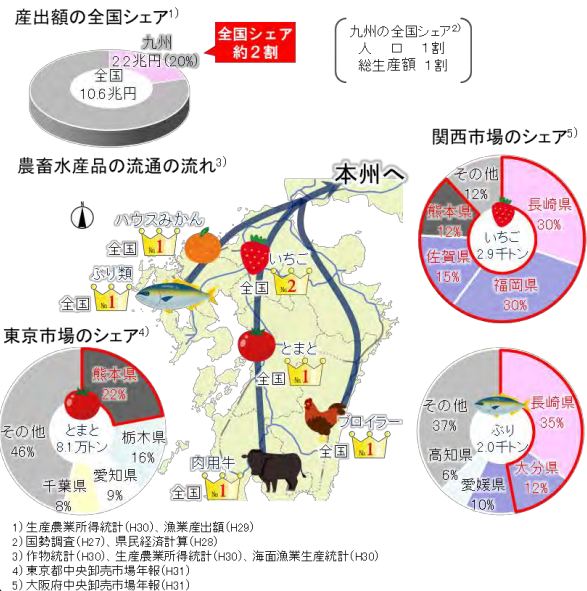 産出額の全国シェア1)
九州
2.2兆円(20%)
全国
10.6兆円
全国シェア
約2割
九州の全国シェア2)
人　口　1割
総生産額　1割
農畜水産品の流通の流れ3)
本州へ
N
ハウスみかん
全国 No.1
いちご
全国 No.2
ぶり類
全国 No.1
とまと
全国 No.1
ブロイラー
全国 No.1
肉用牛
全国 No.1
関西市場のシェア5)
いちご
2.9千トン
長崎県
30%
福岡県
30%
佐賀県
15%
熊本県
12%
その他
12%
東京市場のシェア4)
とまと
8.1万トン
熊本県
22%
栃木県
16%
愛知県
9%
千葉県
8%
その他
46%
ぶり
2.0千トン
長崎県
35%
大分県
12%
愛媛県
10%
高知県
6%
その他
37%
1) 生産農業所得統計(H30)、漁業産出額(H29)
2) 国勢調査(H27)、県民経済計算(H28)
3) 作物統計(H30)、生産農業所得統計(H30)、海面漁業生産統計(H30)
4) 東京都中央卸売市場年報(H31)
5) 大阪府中央卸売市場年報(H31)